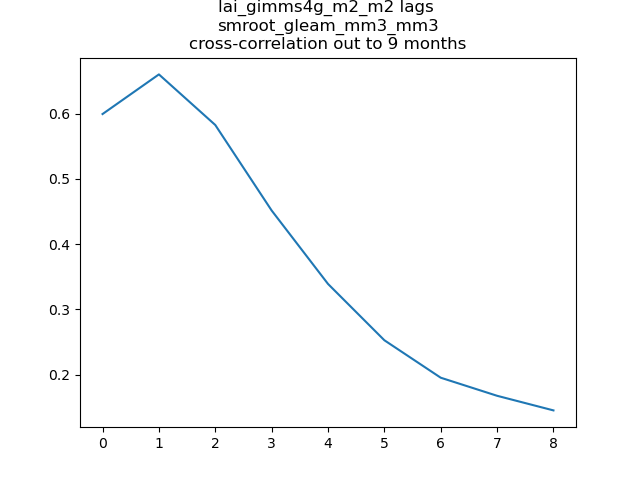 lai_gimms4g_m2_m2 lags
smroot_gleam_mm3_mm3
cross-correlation out to 9 months
0.6
0.5
0.4
0.3
0.2
0 1 2 3 4 5 6 7 8